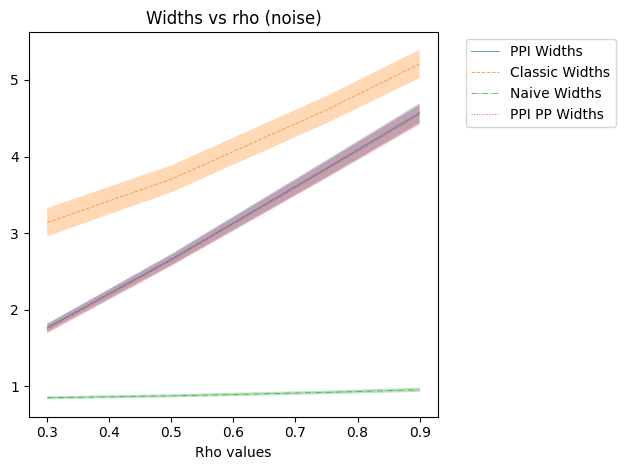 Widths vs rho (noise)
PPI Widths
Classic Widths
Naive Widths
PPI PP Widths
5
4
3
2
1
0.3 0.4 0.5 0.6 0.7 0.8 0.9
Rho values